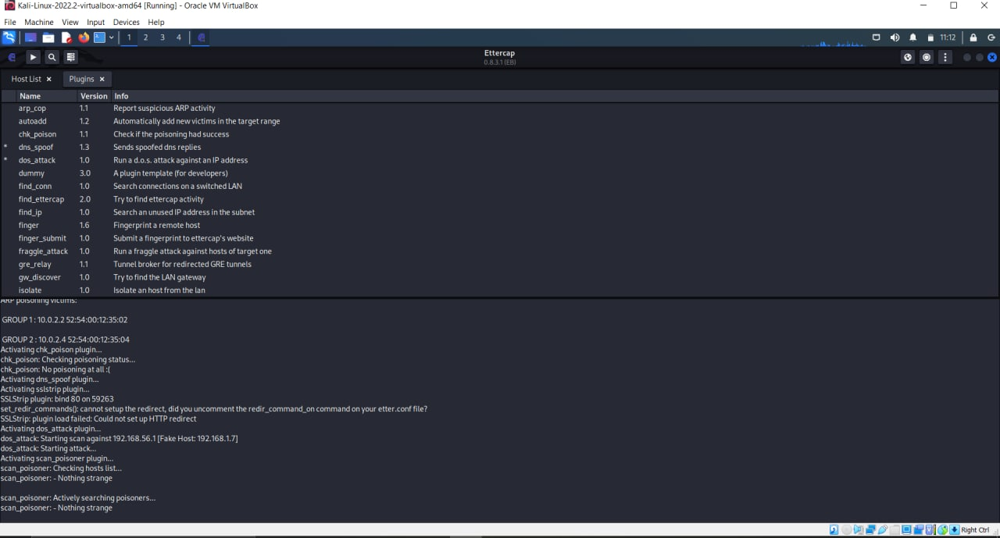 Kali-Linux-2022.2-virtualbox-amd64 [Running] - Oracle VM VirtualBox
File Machine View Input Devices Help
1 2 3 4 11:12
Ettercap
0.8.3.1 (EB)
Host List × Plugins ×
Name Version Info
arp_cop 1.1 Report suspicious ARP activity
autoadd 1.2 Automatically add new victims in the target range
chk_poison 1.1 Check if the poisoning had success
* dns_spoof 1.3 Sends spoofed dns replies
* dos_attack 1.0 Run a d.o.s. attack against an IP address
dummy 3.0 A plugin template (for developers)
find_conn 1.0 Search connections on a switched LAN
find_ettercap 2.0 Try to find ettercap activity
find_ip 1.0 Search an unused IP address in the subnet
finger 1.6 Fingerprint a remote host
finger_submit 1.0 Submit a fingerprint to ettercap's website
fraggle_attack 1.0 Run a fraggle attack against hosts of target one
gre_relay 1.1 Tunnel broker for redirected GRE tunnels
gw_discover 1.0 Try to find the LAN gateway
isolate 1.0 Isolate an host from the lan
ARP poisoning victims:
GROUP 1 : 10.0.2.2 52:54:00:12:35:02
GROUP 2 : 10.0.2.4 52:54:00:12:35:04
Activating chk_poison plugin...
chk_poison: Checking poisoning status...
chk_poison: No poisoning at all :(
Activating dns_spoof plugin...
Activating sslstrip plugin...
SSLStrip plugin: bind 80 on 59263
set_redir_commands(): cannot setup the redirect, did you uncomment the redir_command_on command on your etter.conf file?
SSLStrip: plugin load failed: Could not set up HTTP redirect
Activating dos_attack plugin...
dos_attack: Starting scan against 192.168.56.1 [Fake Host: 192.168.1.7]
dos_attack: Starting attack...
Activating scan_poisoner plugin...
scan_poisoner: Checking hosts list...
scan_poisoner: - Nothing strange
scan_poisoner: Actively searching poisoners...
scan_poisoner: - Nothing strange
Right Ctrl